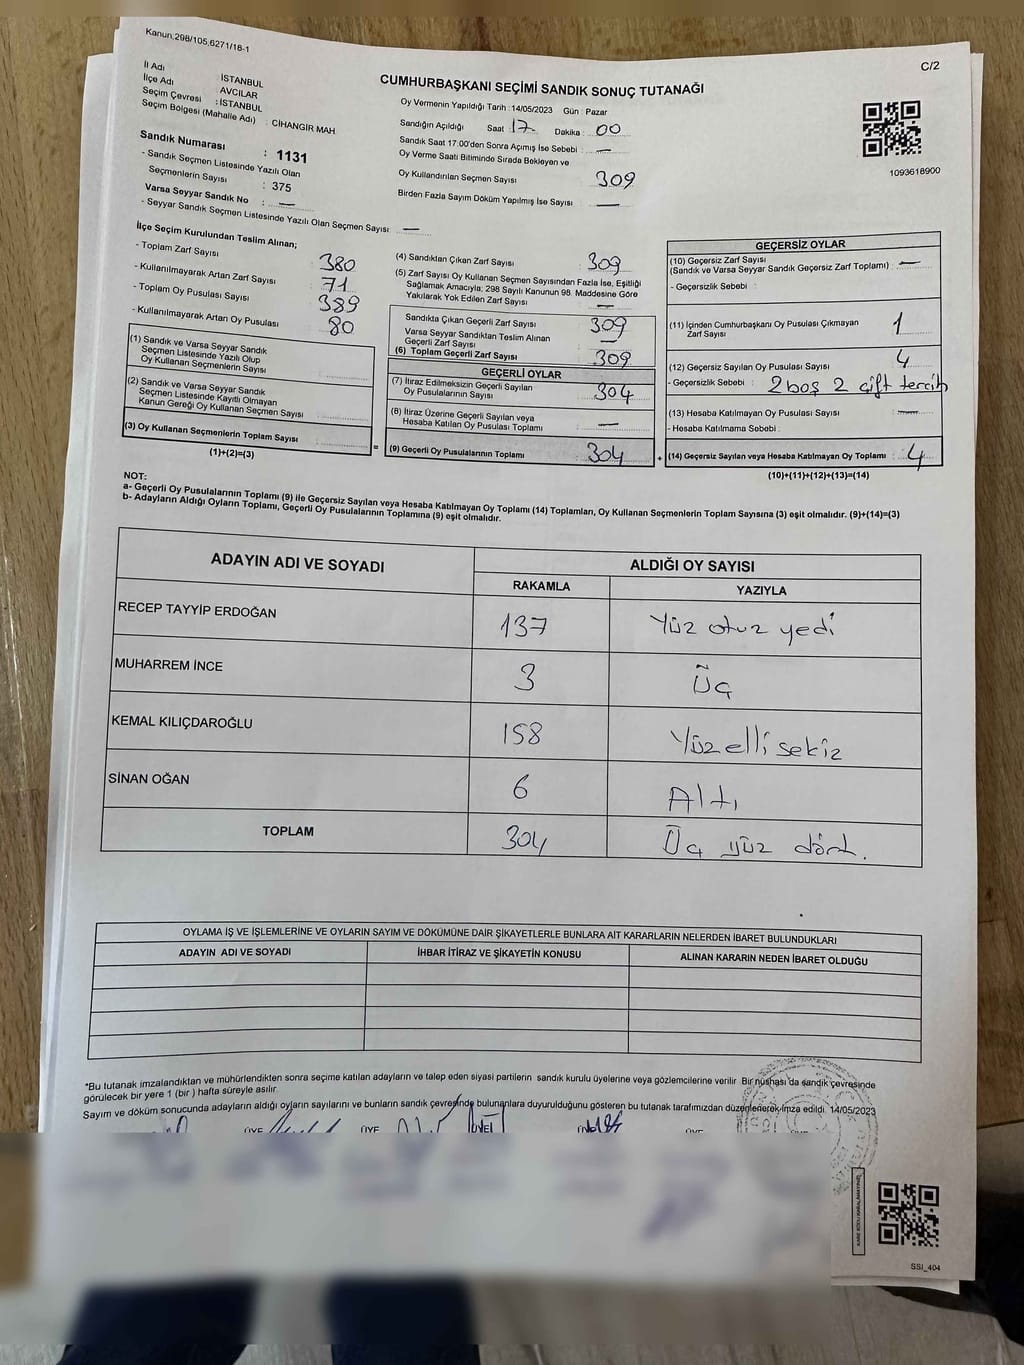 Kanun.298/105,6271/16-1
C/2
CUMHURBAŞKANI SEÇİMİ SANDIK SONUÇ TUTANAĞI
İl Adı : İSTANBUL
İlçe Adı : AVCILAR
Seçim Çevresi : İSTANBUL
Seçim Bölgesi (Mahalle Adı) : CİHANGİR MAH
Sandık Numarası : 1131
- Sandık Seçmen Listesinde Yazılı Olan
Seçmenlerin Sayısı : 375
Varsa Seyyar Sandık No : —
- Seyyar Sandık Seçmen Listesinde Yazılı Olan Seçmen Sayısı : —
Oy Vermenin Yapıldığı Tarih : 14/05/2023 Gün : Pazar
Sandığın Açıldığı Saat : 17 Dakika : 00
Sandık Saat 17.00'den Sonra Açımış İse Sebebi : —
Oy Verme Saati Bitiminde Sırada Bekleyen ve
Oy Kullandırılan Seçmen Sayısı 309
Birden Fazla Sayım Döküm Yapılmış İse Sayısı —
1093618900
İlçe Seçim Kurulundan Teslim Alınan;
- Toplam Zarf Sayısı 380
- Kullanılmayarak Artan Zarf Sayısı 71
- Toplam Oy Pusulası Sayısı 389
- Kullanılmayarak Artan Oy Pusulası 80
(1) Sandık ve Varsa Seyyar Sandık
Seçmen Listesinde Yazılı Olup
Oy Kullanan Seçmenlerin Sayısı :
(2) Sandık ve Varsa Seyyar Sandık
Seçmen Listesinde Kayıtlı Olmayan
Kanun Gereği Oy Kullanan Seçmen Sayısı :
(3) Oy Kullanan Seçmenlerin Toplam Sayısı :
(1)+(2)=(3)
(4) Sandıktan Çıkan Zarf Sayısı 309
(5) Zarf Sayısı Oy Kullanan Seçmen Sayısından Fazla İse, Eşitliği
Sağlamak Amacıyla; 298 Sayılı Kanunun 98. Maddesine Göre
Yakılarak Yok Edilen Zarf Sayısı —
Sandıkta Çıkan Geçerli Zarf Sayısı 309
Varsa Seyyar Sandıktan Teslim Alınan
Geçerli Zarf Sayısı —
(6) Toplam Geçerli Zarf Sayısı 309
GEÇERLİ OYLAR
(7) İtiraz Edilmeksizin Geçerli Sayılan
Oy Pusulalarının Sayısı 304
(8) İtiraz Üzerine Geçerli Sayılan veya
Hesaba Katılan Oy Pusulası Toplamı —
= (9) Geçerli Oy Pusulalarının Toplamı 304
GEÇERSİZ OYLAR
(10) Geçersiz Zarf Sayısı
(Sandık ve Varsa Seyyar Sandık Geçersiz Zarf Toplamı) : —
- Geçersizlik Sebebi :
(11) İçinden Cumhurbaşkanı Oy Pusulası Çıkmayan
Zarf Sayısı 1
(12) Geçersiz Sayılan Oy Pusulası Sayısı 4
- Geçersizlik Sebebi : 2 boş 2 çift tercih
(13) Hesaba Katılmayan Oy Pusulası Sayısı : —
- Hesaba Katılmama Sebebi :
+ (14) Geçersiz Sayılan veya Hesaba Katılmayan Oy Toplamı : 4
(10)+(11)+(12)+(13)=(14)
NOT:
a- Geçerli Oy Pusulalarının Toplamı (9) ile Geçersiz Sayılan veya Hesaba Katılmayan Oy Toplamı (14) Toplamları, Oy Kullanan Seçmenlerin Toplam Sayısına (3) eşit olmalıdır. (9)+(14)=(3)
b- Adayların Aldığı Oyların Toplamı, Geçerli Oy Pusulalarının Toplamına (9) eşit olmalıdır.
ADAYIN ADI VE SOYADI ALDIĞI OY SAYISI
RAKAMLA YAZIYLA
RECEP TAYYİP ERDOĞAN 137 Yüz otuz yedi
MUHARREM İNCE 3 Üç
KEMAL KILIÇDAROĞLU 158 Yüzelli sekiz
SİNAN OĞAN 6 Altı
TOPLAM 304 Üç yüz dört.
OYLAMA İŞ VE İŞLEMLERİNE VE OYLARIN SAYIM VE DÖKÜMÜNE DAİR ŞİKAYETLERLE BUNLARA AİT KARARLARIN NELERDEN İBARET BULUNDUKLARI
ADAYIN ADI VE SOYADI İHBAR İTİRAZ VE ŞİKAYETİN KONUSU ALINAN KARARIN NEDEN İBARET OLDUĞU
*Bu tutanak imzalandıktan ve mühürlendikten sonra seçime katılan adayların ve talep eden siyasi partilerin sandık kurulu üyelerine veya gözlemcilerine verilir. Bir nüshası da sandık çevresinde
görülecek bir yere 1 (bir ) hafta süreyle asılır.
Sayım ve döküm sonucunda adayların aldığı oyların sayılarını ve bunların sandık çevresinde bulunanlara duyurulduğunu gösteren bu tutanak tarafımızdan düzenlenerek imza edildi. 14/05/2023
ÜYE ÜYE ÜYE
KARE KODU KARALAMAYINIZ
SSI_404